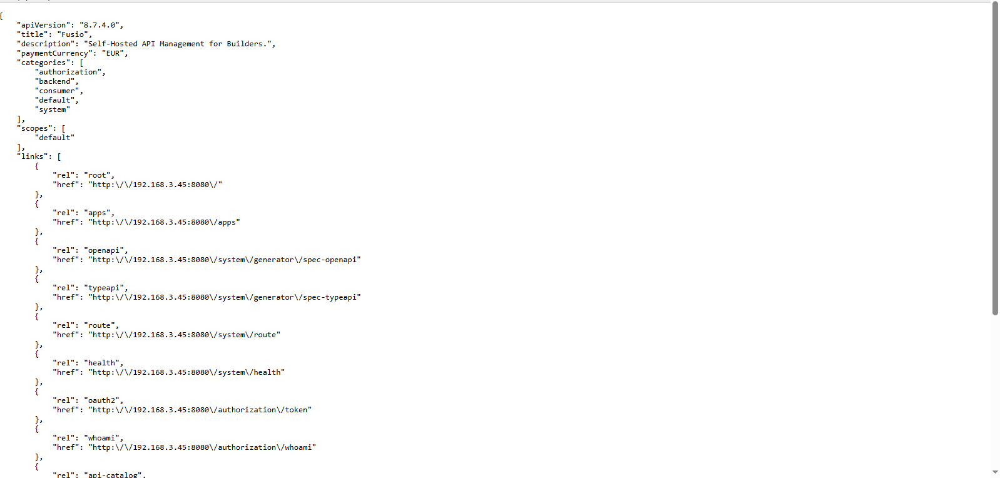 {
    "apiVersion": "8.7.4.0",
    "title": "Fusio",
    "description": "Self-Hosted API Management for Builders.",
    "paymentCurrency": "EUR",
    "categories": [
        "authorization",
        "backend",
        "consumer",
        "default",
        "system"
    ],
    "scopes": [
        "default"
    ],
    "links": [
        {
            "rel": "root",
            "href": "http:\/\/192.168.3.45:8080\/"
        },
        {
            "rel": "apps",
            "href": "http:\/\/192.168.3.45:8080\/apps"
        },
        {
            "rel": "openapi",
            "href": "http:\/\/192.168.3.45:8080\/system\/generator\/spec-openapi"
        },
        {
            "rel": "typeapi",
            "href": "http:\/\/192.168.3.45:8080\/system\/generator\/spec-typeapi"
        },
        {
            "rel": "route",
            "href": "http:\/\/192.168.3.45:8080\/system\/route"
        },
        {
            "rel": "health",
            "href": "http:\/\/192.168.3.45:8080\/system\/health"
        },
        {
            "rel": "oauth2",
            "href": "http:\/\/192.168.3.45:8080\/authorization\/token"
        },
        {
            "rel": "whoami",
            "href": "http:\/\/192.168.3.45:8080\/authorization\/whoami"
        },
        {
            "rel": "api-catalog",